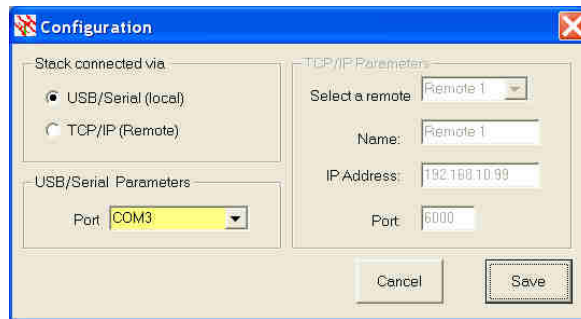 Configuration
Stack connected via
USB/Serial (local)
TCP/IP (Remote)
USB/Serial Parameters
Port COM3
TCP/IP Parameters
Select a remote Remote 1
Name: Remote 1
IP Address: 192.168.10.99
Port 6000
Cancel Save